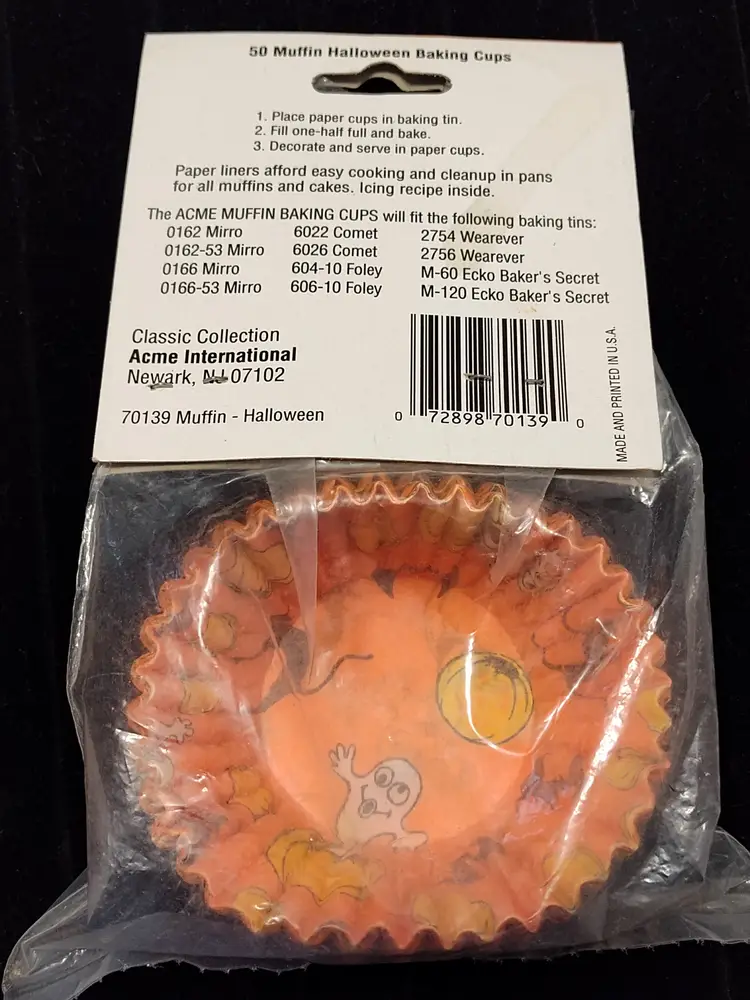 50 Muffin Halloween Baking Cups
1. Place paper cups in baking tin.
2. Fill one-half full and bake.
3. Decorate and serve in paper cups.
Paper liners afford easy cooking and cleanup in pans
for all muffins and cakes. Icing recipe inside.
The ACME MUFFIN BAKING CUPS will fit the following baking tins:
0162 Mirro 6022 Comet 2754 Wearever
0162-53 Mirro 6026 Comet 2756 Wearever
0166 Mirro 604-10 Foley M-60 Ecko Baker's Secret
0166-53 Mirro 606-10 Foley M-120 Ecko Baker's Secret
Classic Collection
Acme International
Newark, NJ 07102
70139 Muffin - Halloween
0 72898 70139 0
MADE AND PRINTED IN U.S.A.